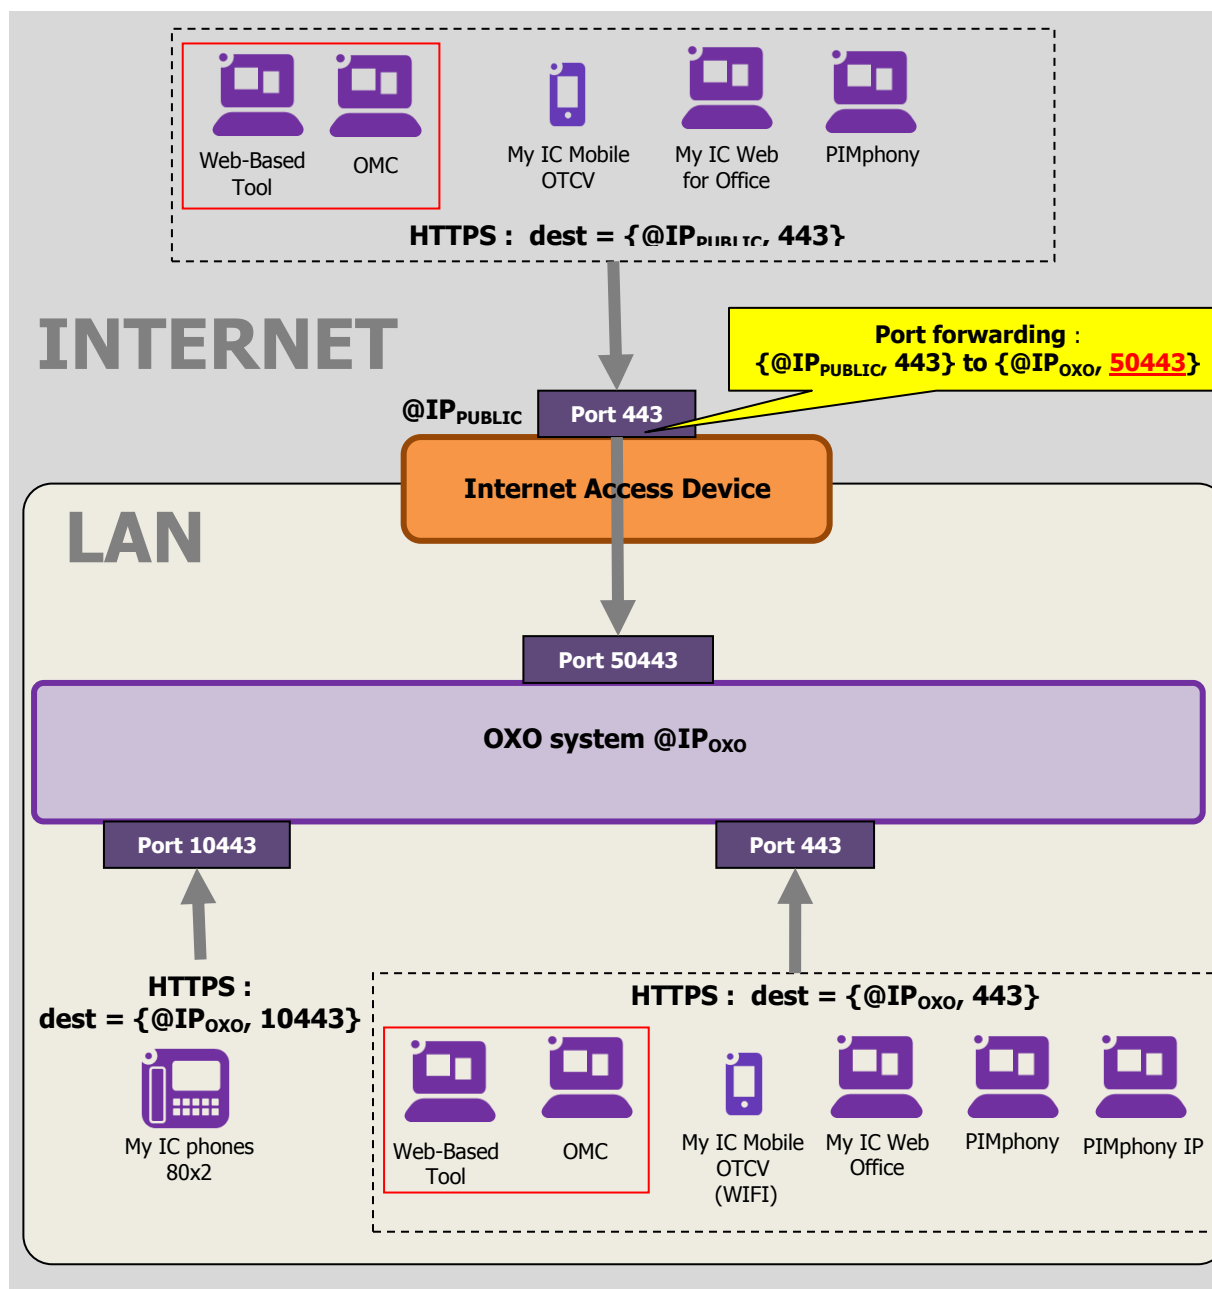 Web-Based
Tool
OMC
My IC Mobile
OTCV
My IC Web
for Office
PIMphony
HTTPS :  dest = {@IPPUBLIC, 443}
INTERNET
Port forwarding :
{@IPPUBLIC, 443} to {@IPOXO, 50443}
@IPPUBLIC
Port 443
Internet Access Device
LAN
Port 50443
OXO system @IPOXO
Port 10443
Port 443
HTTPS :
dest = {@IPOXO, 10443}
My IC phones
80x2
HTTPS :  dest = {@IPOXO, 443}
Web-Based
Tool
OMC
My IC Mobile
OTCV
(WIFI)
My IC Web
Office
PIMphony
PIMphony IP